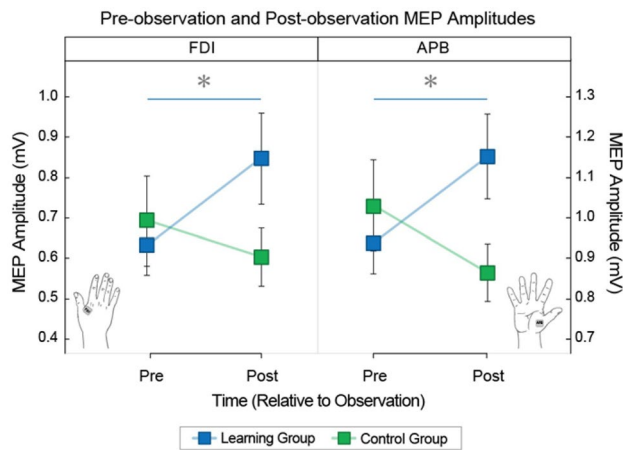 Pre-observation and Post-observation MEP Amplitudes
FDI
APB
*
*
MEP Amplitude (mV)
1.0
0.9
0.8
0.7
0.6
0.5
0.4
1.3
1.2
1.1
1.0
0.9
0.8
0.7
MEP Amplitude (mV)
Pre
Post
Pre
Post
Time (Relative to Observation)
Learning Group
Control Group